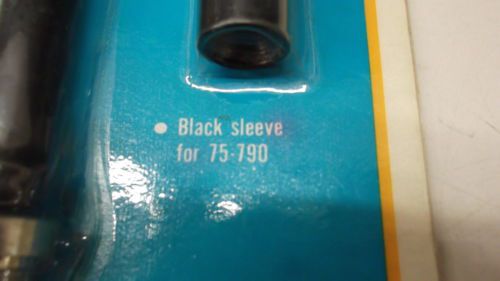 ● Black sleeve
for 75-790